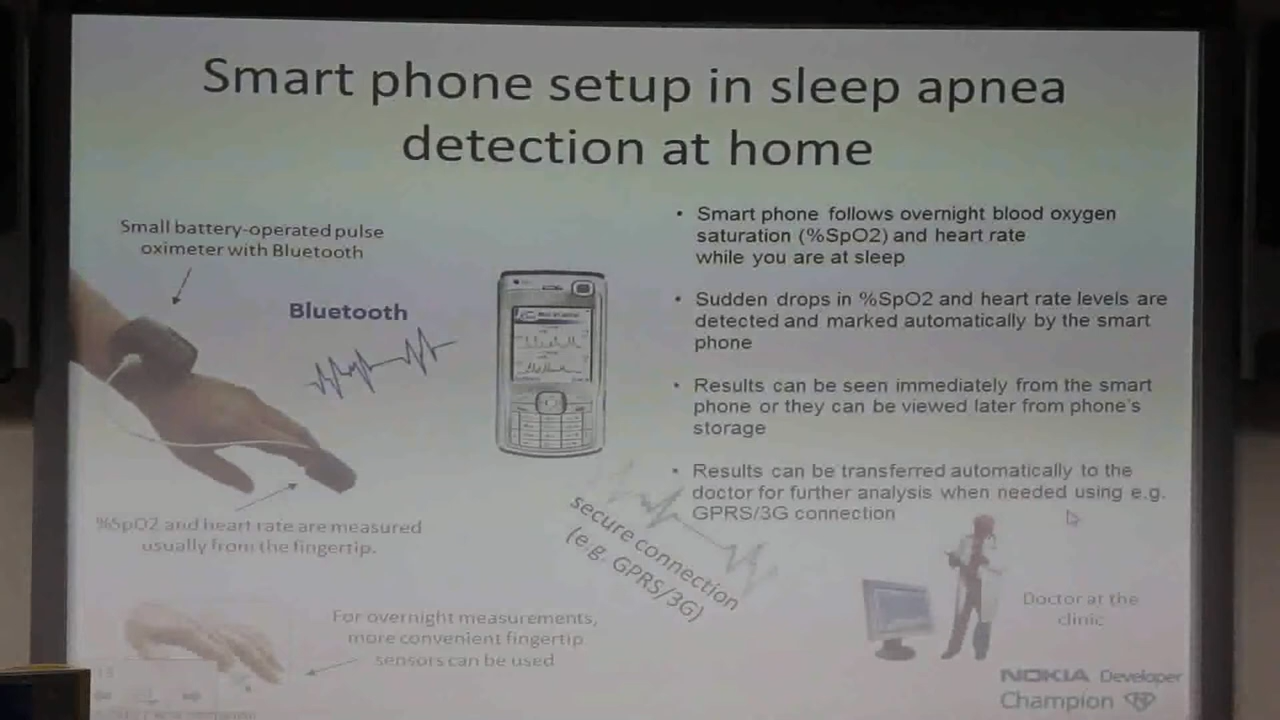 Smart phone setup in sleep apnea
detection at home
Small battery-operated pulse
oximeter with Bluetooth
Bluetooth
%SpO2 and heart rate are measured
usually from the fingertip.
For overnight measurements,
more convenient fingertip
sensors can be used
secure connection
(e.g. GPRS/3G)
• Smart phone follows overnight blood oxygen
saturation (%SpO2) and heart rate
while you are at sleep
• Sudden drops in %SpO2 and heart rate levels are
detected and marked automatically by the smart
phone
• Results can be seen immediately from the smart
phone or they can be viewed later from phone's
storage
• Results can be transferred automatically to the
doctor for further analysis when needed using e.g.
GPRS/3G connection
Doctor at the
clinic
NOKIA Developer
Champion